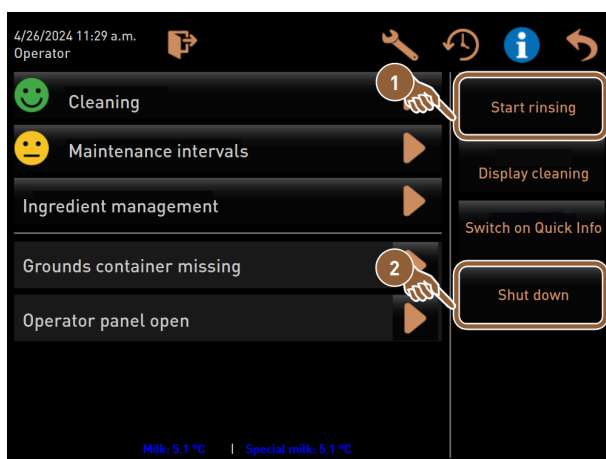 4/26/2024 11:29 a.m.
Operator
1
Cleaning
Start rinsing
Maintenance intervals
Display cleaning
Ingredient management
Switch on Quick Info
Grounds container missing
2
Shut down
Operator panel open
Milk: 5.1 °C | Special milk: 5.1 °C